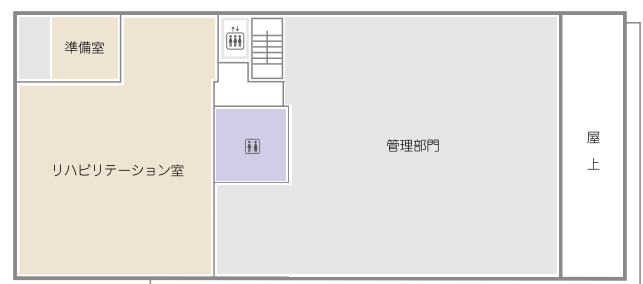 準備室
リハビリテーション室
管理部門
屋
上